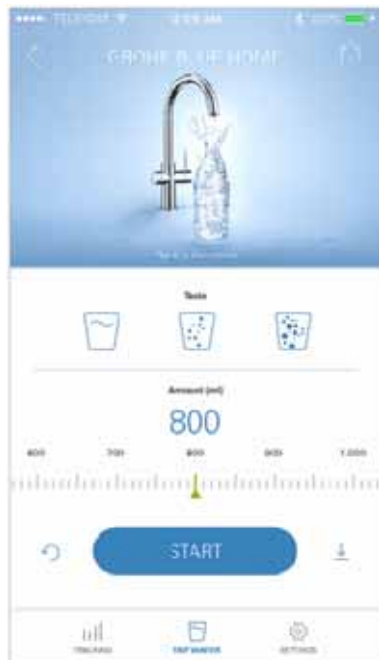 GROHE BLUE HOME
Taste
Amount (ml)
800
600 700 800 900 1.000
START
TRACKING TAP WATER SETTINGS